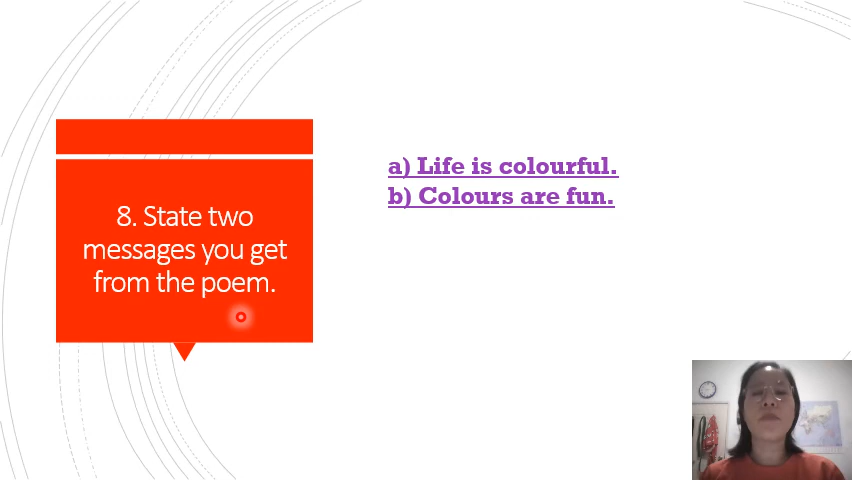 8. State two
messages you get
from the poem.
a) Life is colourful.
b) Colours are fun.